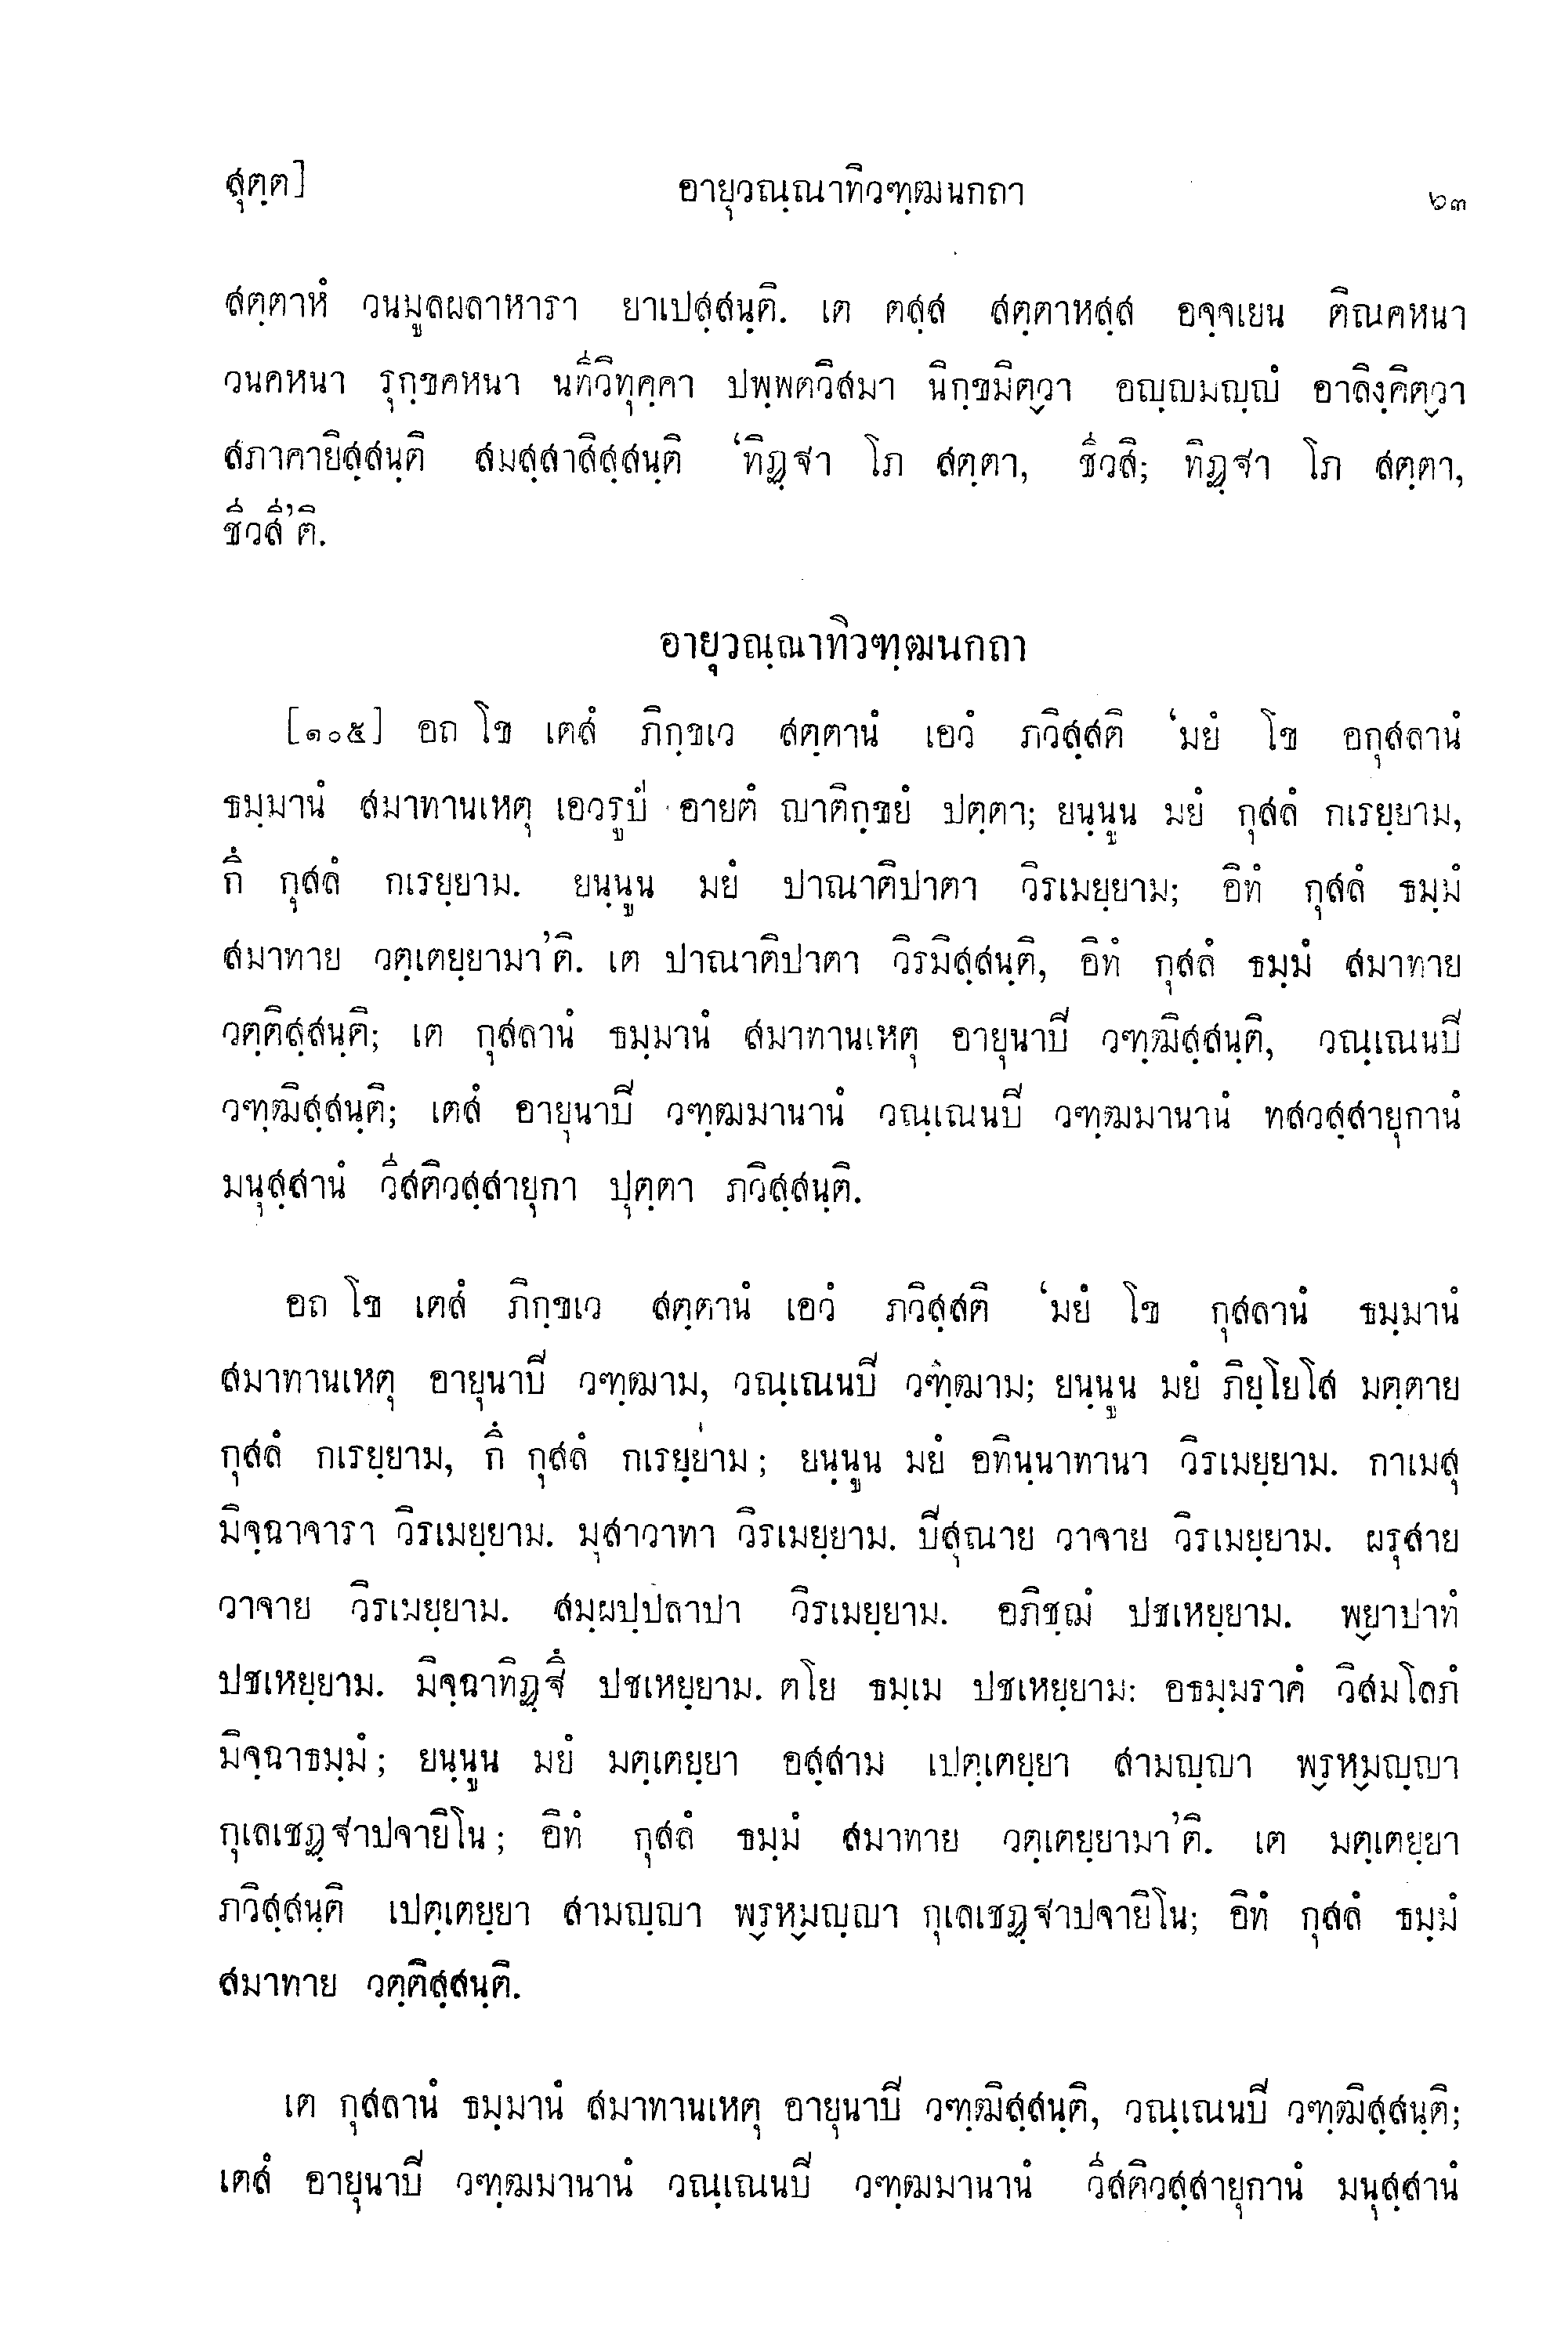 สุตฺต]
อายุวณฺณาทิวฑฺฒนกถา
๖๓
สตฺตาหํ วนมูลผลาหารา ยาเปสฺสนฺติ. เต ตสฺส สตฺตาหสฺส อจฺจเยน ติณคหนา
วนคหนา รุกฺขคหนา นทีวิทุคฺคา ปพฺพตวิสมา นิกฺขมิตฺวา อญฺญมญฺญํ อาลิงฺคิตฺวา
สภาคายิสฺสนฺติ สมสฺสาสิสฺสนฺติ ‘ทิฏฺฐา โภ สตฺตา, ชีวสิ; ทิฏฺฐา โภ สตฺตา,
ชีวสี’ติ.
อายุวณฺณาทิวฑฺฒนกถา
[๑๐๕] อถ โข เตสํ ภิกฺขเว สตฺตานํ เอวํ ภวิสฺสติ ‘มยํ โข อกุสลานํ
ธมฺมานํ สมาทานเหตุ เอวรูปํ อายตํ ญาติกฺขยํ ปตฺตา; ยนฺนูน มยํ กุสลํ กเรยฺยาม,
กึ กุสลํ กเรยฺยาม. ยนฺนูน มยํ ปาณาติปาตา วิรเมยฺยาม; อิทํ กุสลํ ธมฺมํ
สมาทาย วตฺเตยฺยามา’ติ. เต ปาณาติปาตา วิรมิสฺสนฺติ, อิทํ กุสลํ ธมฺมํ สมาทาย
วตฺติสฺสนฺติ; เต กุสลานํ ธมฺมานํ สมาทานเหตุ อายุนาปิ วฑฺฒิสฺสนฺติ, วณฺเณนปิ
วฑฺฒิสฺสนฺติ; เตสํ อายุนาปิ วฑฺฒมานานํ วณฺเณนปิ วฑฺฒมานานํ ทสวสฺสายุกานํ
มนุสฺสานํ วีสติวสฺสายุกา ปุตฺตา ภวิสฺสนฺติ.
อถ โข เตสํ ภิกฺขเว สตฺตานํ เอวํ ภวิสฺสติ ‘มยํ โข กุสลานํ ธมฺมานํ
สมาทานเหตุ อายุนาปิ วฑฺฒาม, วณฺเณนปิ วฑฺฒาม; ยนฺนูน มยํ ภิยฺโยโส มตฺตาย
กุสลํ กเรยฺยาม, กึ กุสลํ กเรยฺยาม; ยนฺนูน มยํ อทินฺนาทานา วิรเมยฺยาม. กาเมสุ
มิจฺฉาจารา วิรเมยฺยาม. มุสาวาทา วิรเมยฺยาม. ปิสุณาย วาจาย วิรเมยฺยาม. ผรุสาย
วาจาย วิรเมยฺยาม. สมฺผปฺปลาปา วิรเมยฺยาม. อภิชฺฌํ ปชเหยฺยาม. พฺยาปาทํ
ปชเหยฺยาม. มิจฺฉาทิฏฺฐึ ปชเหยฺยาม. ตโย ธมฺเม ปชเหยฺยาม: อธมฺมราคํ วิสมโลภํ
มิจฺฉาธมฺมํ; ยนฺนูน มยํ มตฺเตยฺยา อสฺสาม เปตฺเตยฺยา สามญฺญา พฺรหฺมญฺญา
กุเลเชฏฺฐาปจายิโน; อิทํ กุสลํ ธมฺมํ สมาทาย วตฺเตยฺยามา’ติ. เต มตฺเตยฺยา
ภวิสฺสนฺติ เปตฺเตยฺยา สามญฺญา พฺรหฺมญฺญา กุเลเชฏฺฐาปจายิโน; อิทํ กุสลํ ธมฺมํ
สมาทาย วตฺติสฺสนฺติ.
เต กุสลานํ ธมฺมานํ สมาทานเหตุ อายุนาปิ วฑฺฒิสฺสนฺติ, วณฺเณนปิ วฑฺฒิสฺสนฺติ;
เตสํ อายุนาปิ วฑฺฒมานานํ วณฺเณนปิ วฑฺฒมานานํ วีสติวสฺสายุกานํ มนุสฺสานํ